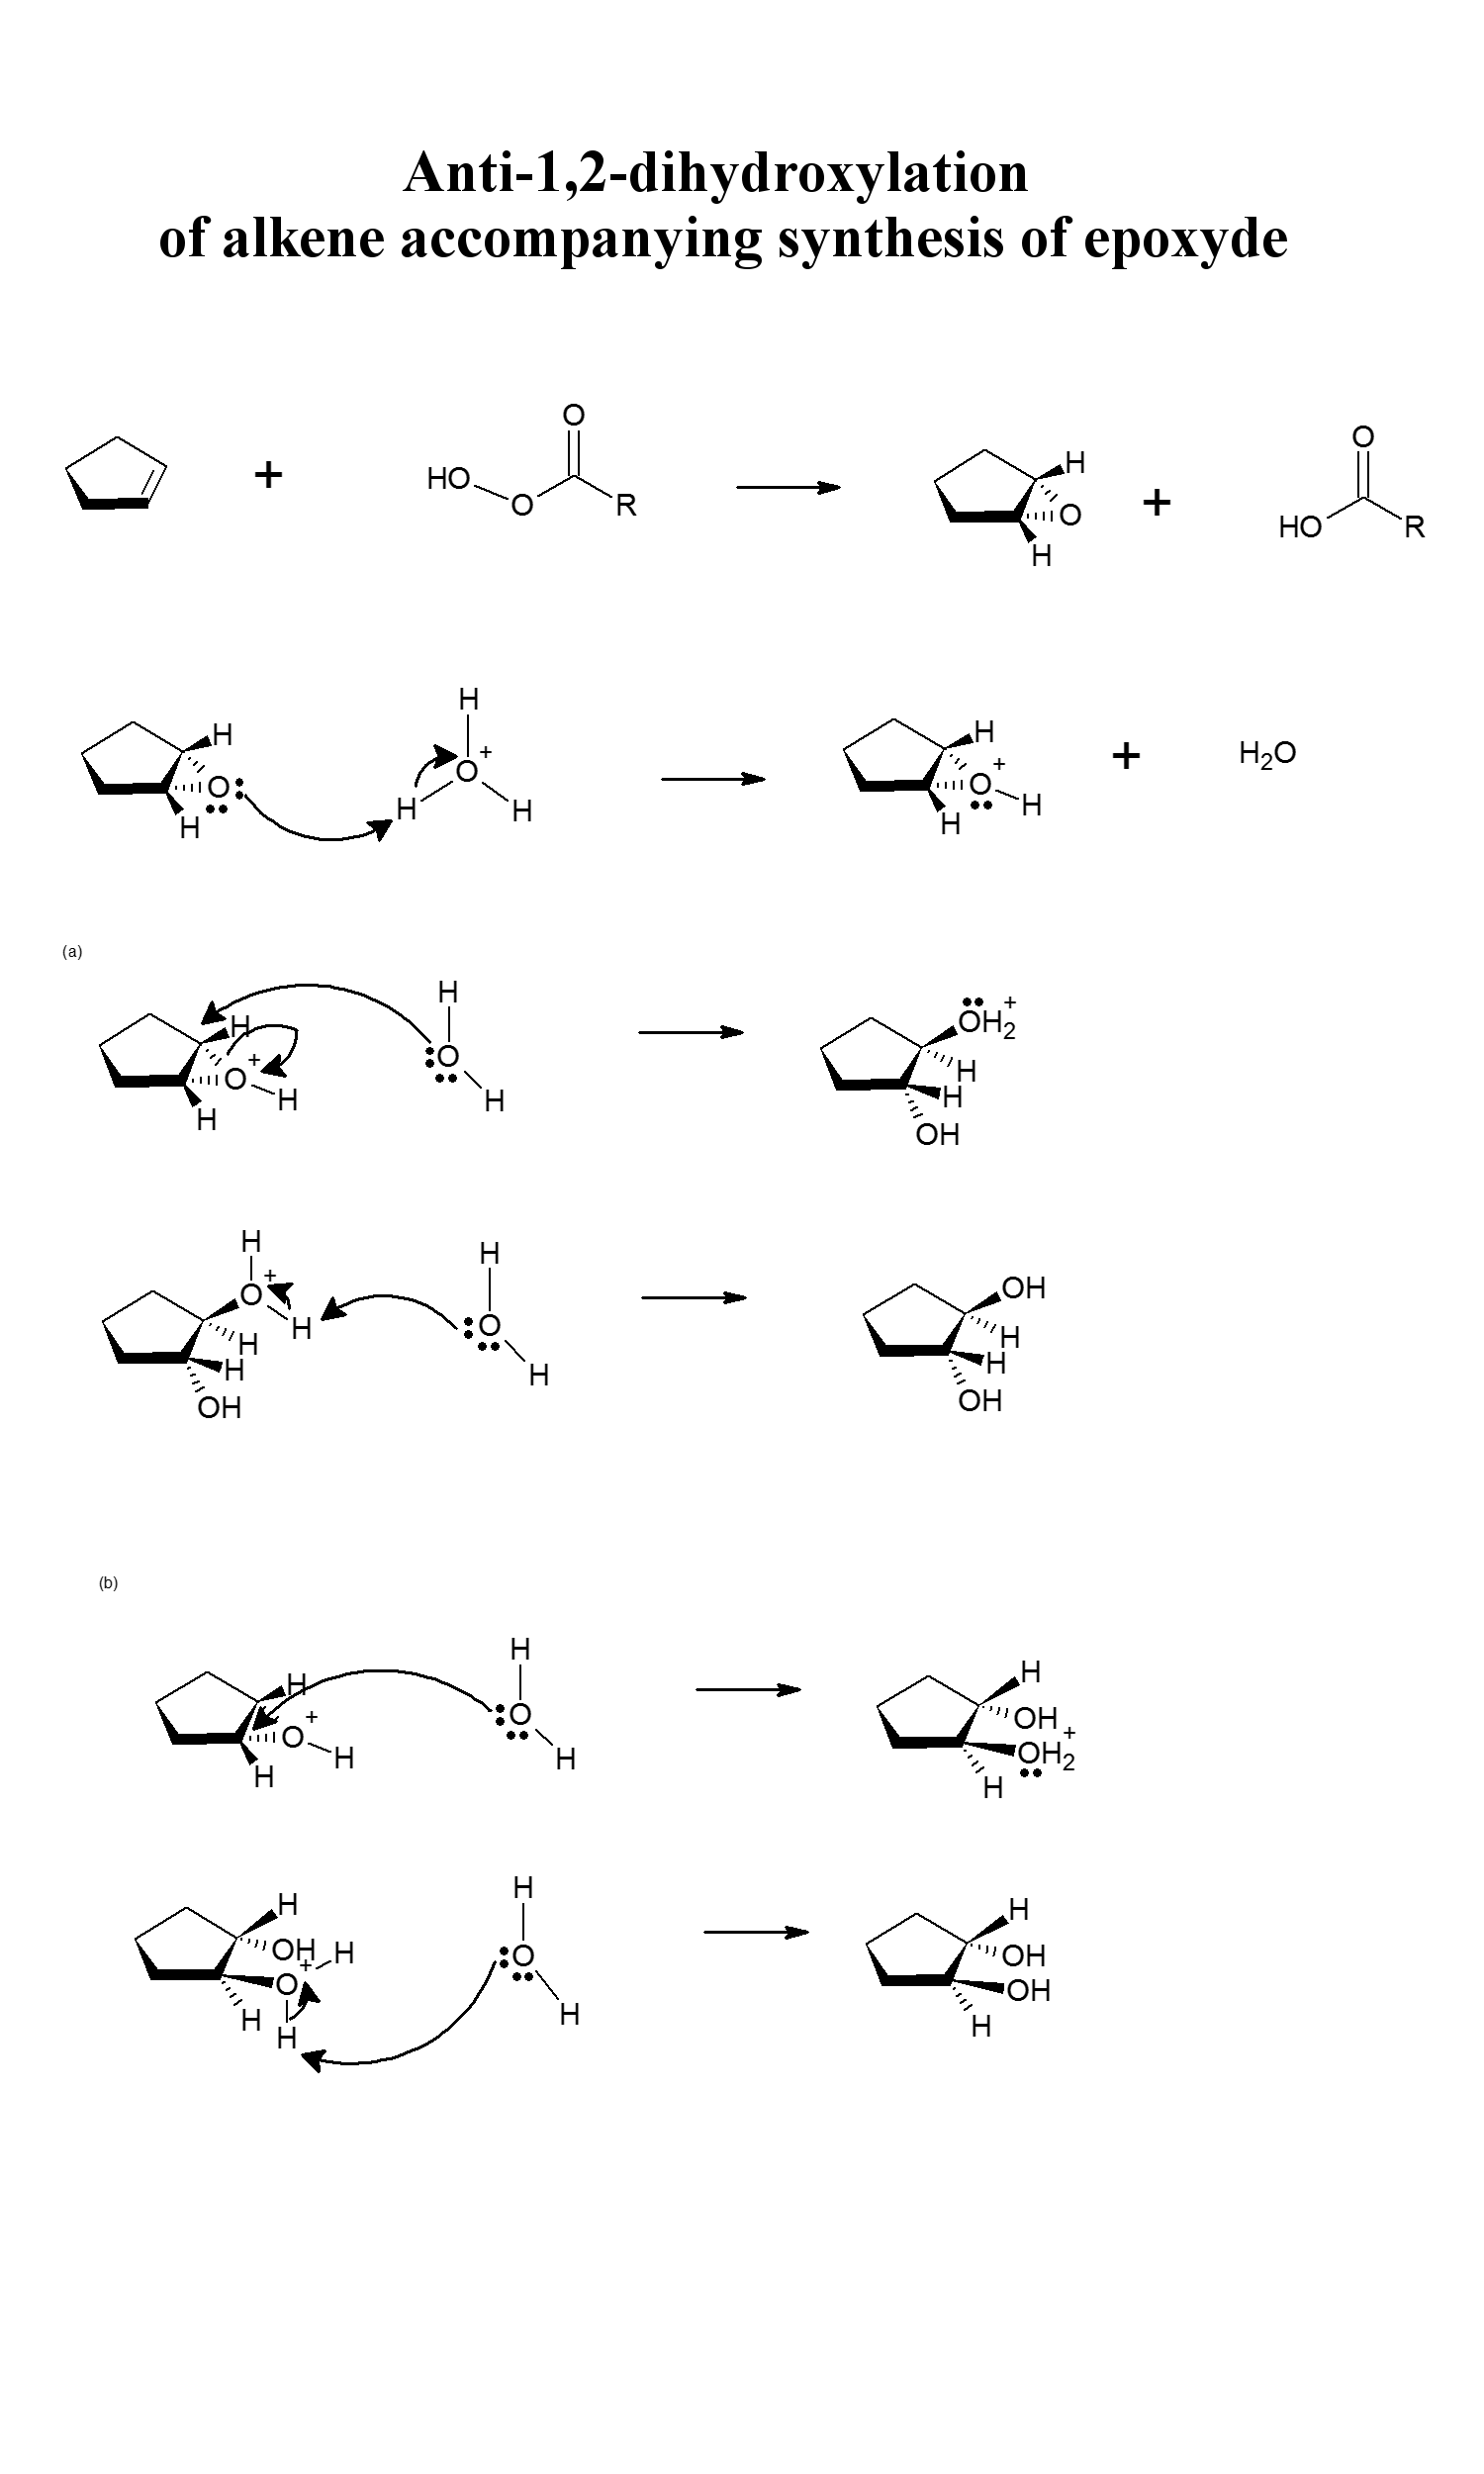 Anti-1,2-dihydroxylation
of alkene accompanying synthesis of epoxyde
O
HO
O
R
+
H
O
H
+
O
HO
R
H
O
H
H
O
+
H
H
H
O
+
H
H
+
H₂O
(a)
H
O
+
H
H
H
O
H
OH₂
+
H
H
OH
H
O
+
H
H
H
OH
H
O
H
OH
H
H
OH
(b)
H
O
+
H
H
H
O
H
H
OH
OH₂
+
H
H
OH
H
O
+
H
H
H
O
H
H
OH
OH
H